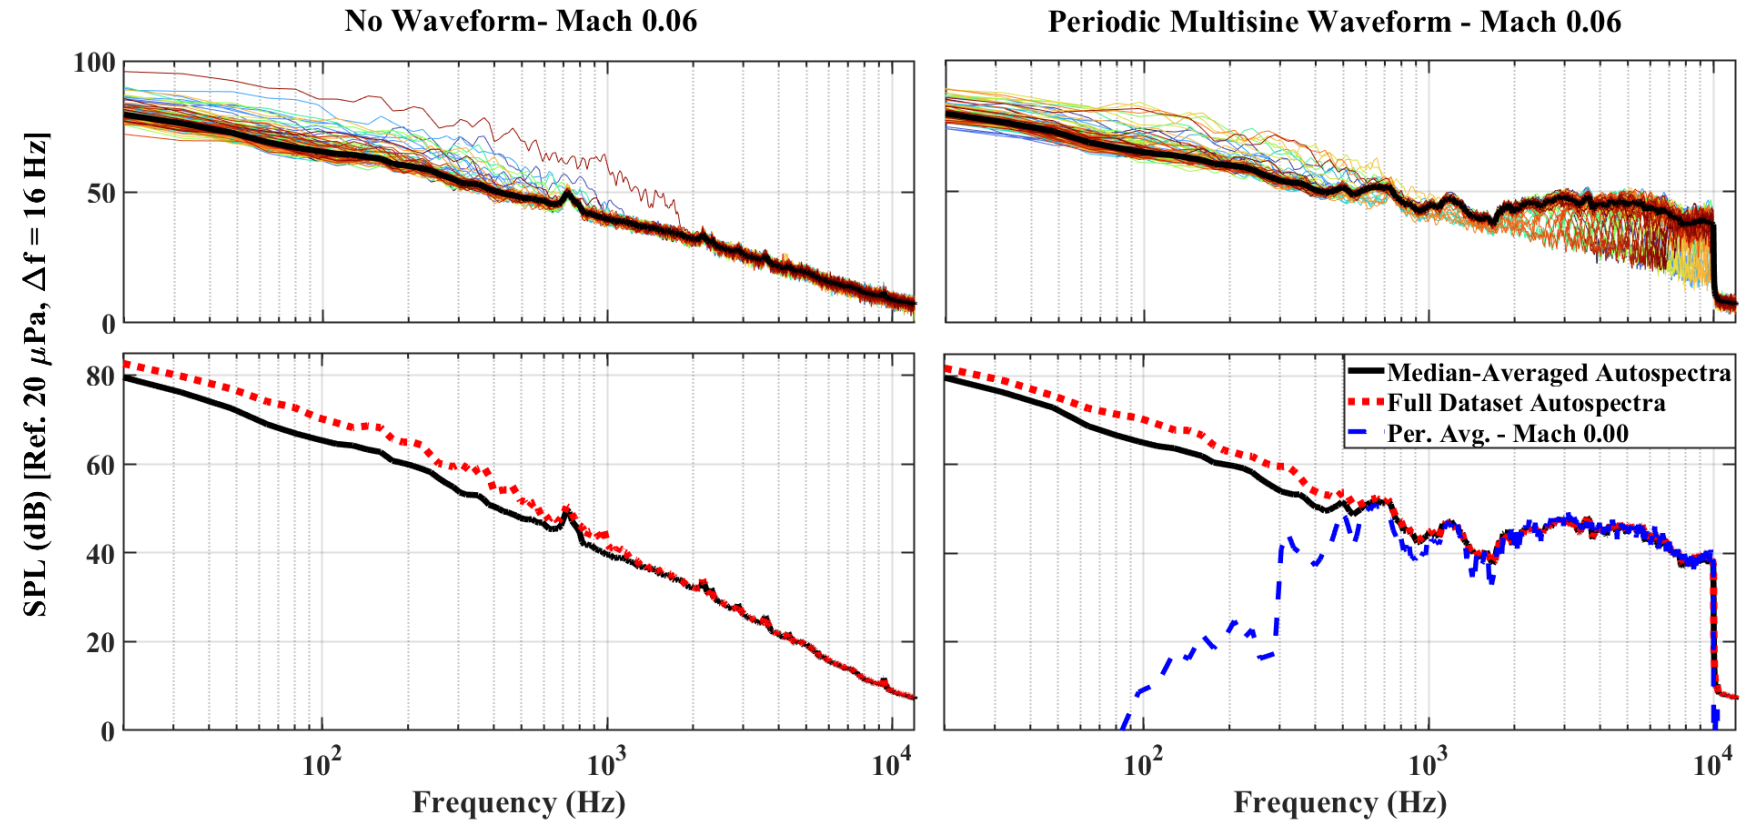 No Waveform- Mach 0.06
Periodic Multisine Waveform - Mach 0.06
SPL (dB) [Ref. 20 μPa, Δf = 16 Hz]
100
50
0
80
60
40
20
0
Median-Averaged Autospectra
Full Dataset Autospectra
Per. Avg. - Mach 0.00
10² 10³ 10⁴
10² 10³ 10⁴
Frequency (Hz)
Frequency (Hz)